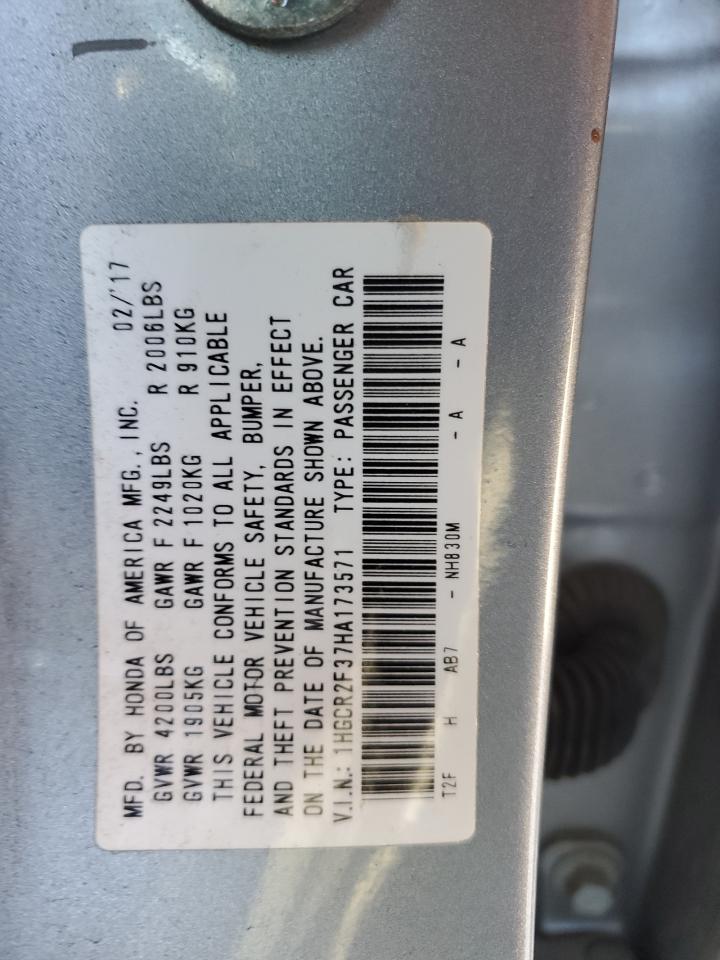 MFD. BY HONDA OF AMERICA MFG., INC. 02/'17
GVWR 4200LBS GAWR F 2249LBS R 2006LBS
GVWR 1905KG GAWR F 1020KG R 910KG
THIS VEHICLE CONFORMS TO ALL APPLICABLE
FEDERAL MOTOR VEHICLE SAFETY, BUMPER,
AND THEFT PREVENTION STANDARDS IN EFFECT
ON THE DATE OF MANUFACTURE SHOWN ABOVE.
V.I.N.: 1HGCR2F37HA173571 TYPE: PASSENGER CAR
T2F H AB7 - NH830M - A - A